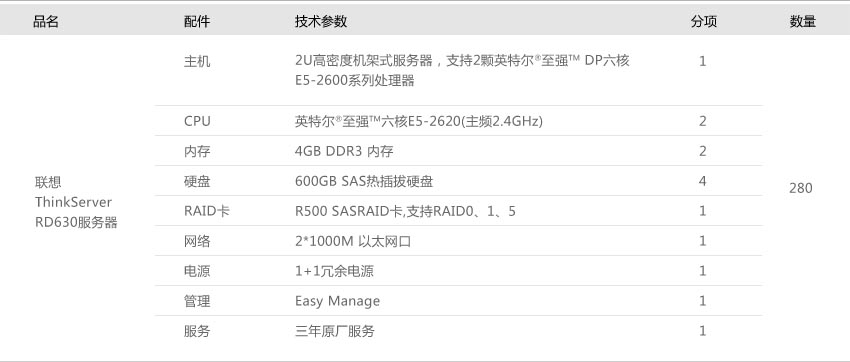 品名 配件 技术参数 分项 数量
主机 2U高密度机架式服务器，支持2颗英特尔®至强™ DP六核 1
E5-2600系列处理器
CPU 英特尔®至强™六核E5-2620(主频2.4GHz) 2
内存 4GB DDR3 内存 2
联想
ThinkServer
RD630服务器
硬盘 600GB SAS热插拔硬盘 4
280
RAID卡 R500 SASRAID卡,支持RAID0、1、5 1
网络 2*1000M 以太网口 1
电源 1+1冗余电源 1
管理 Easy Manage 1
服务 三年原厂服务 1